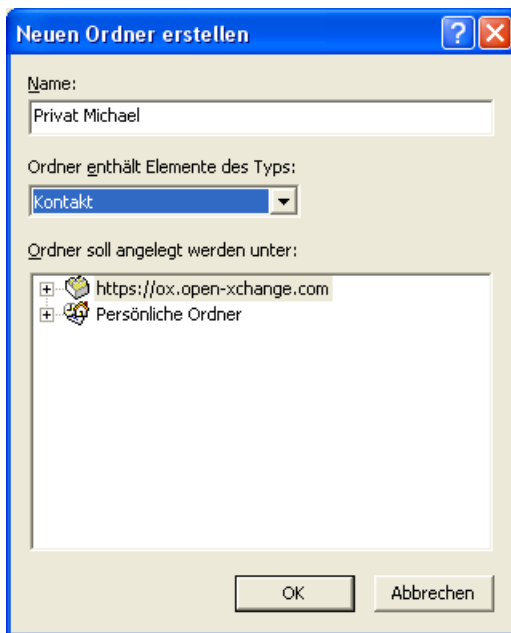 Neuen Ordner erstellen
Name:
Privat Michael
Ordner enthält Elemente des Typs:
Kontakt
Ordner soll angelegt werden unter:
https://ox.open-xchange.com
Persönliche Ordner
OK Abbrechen